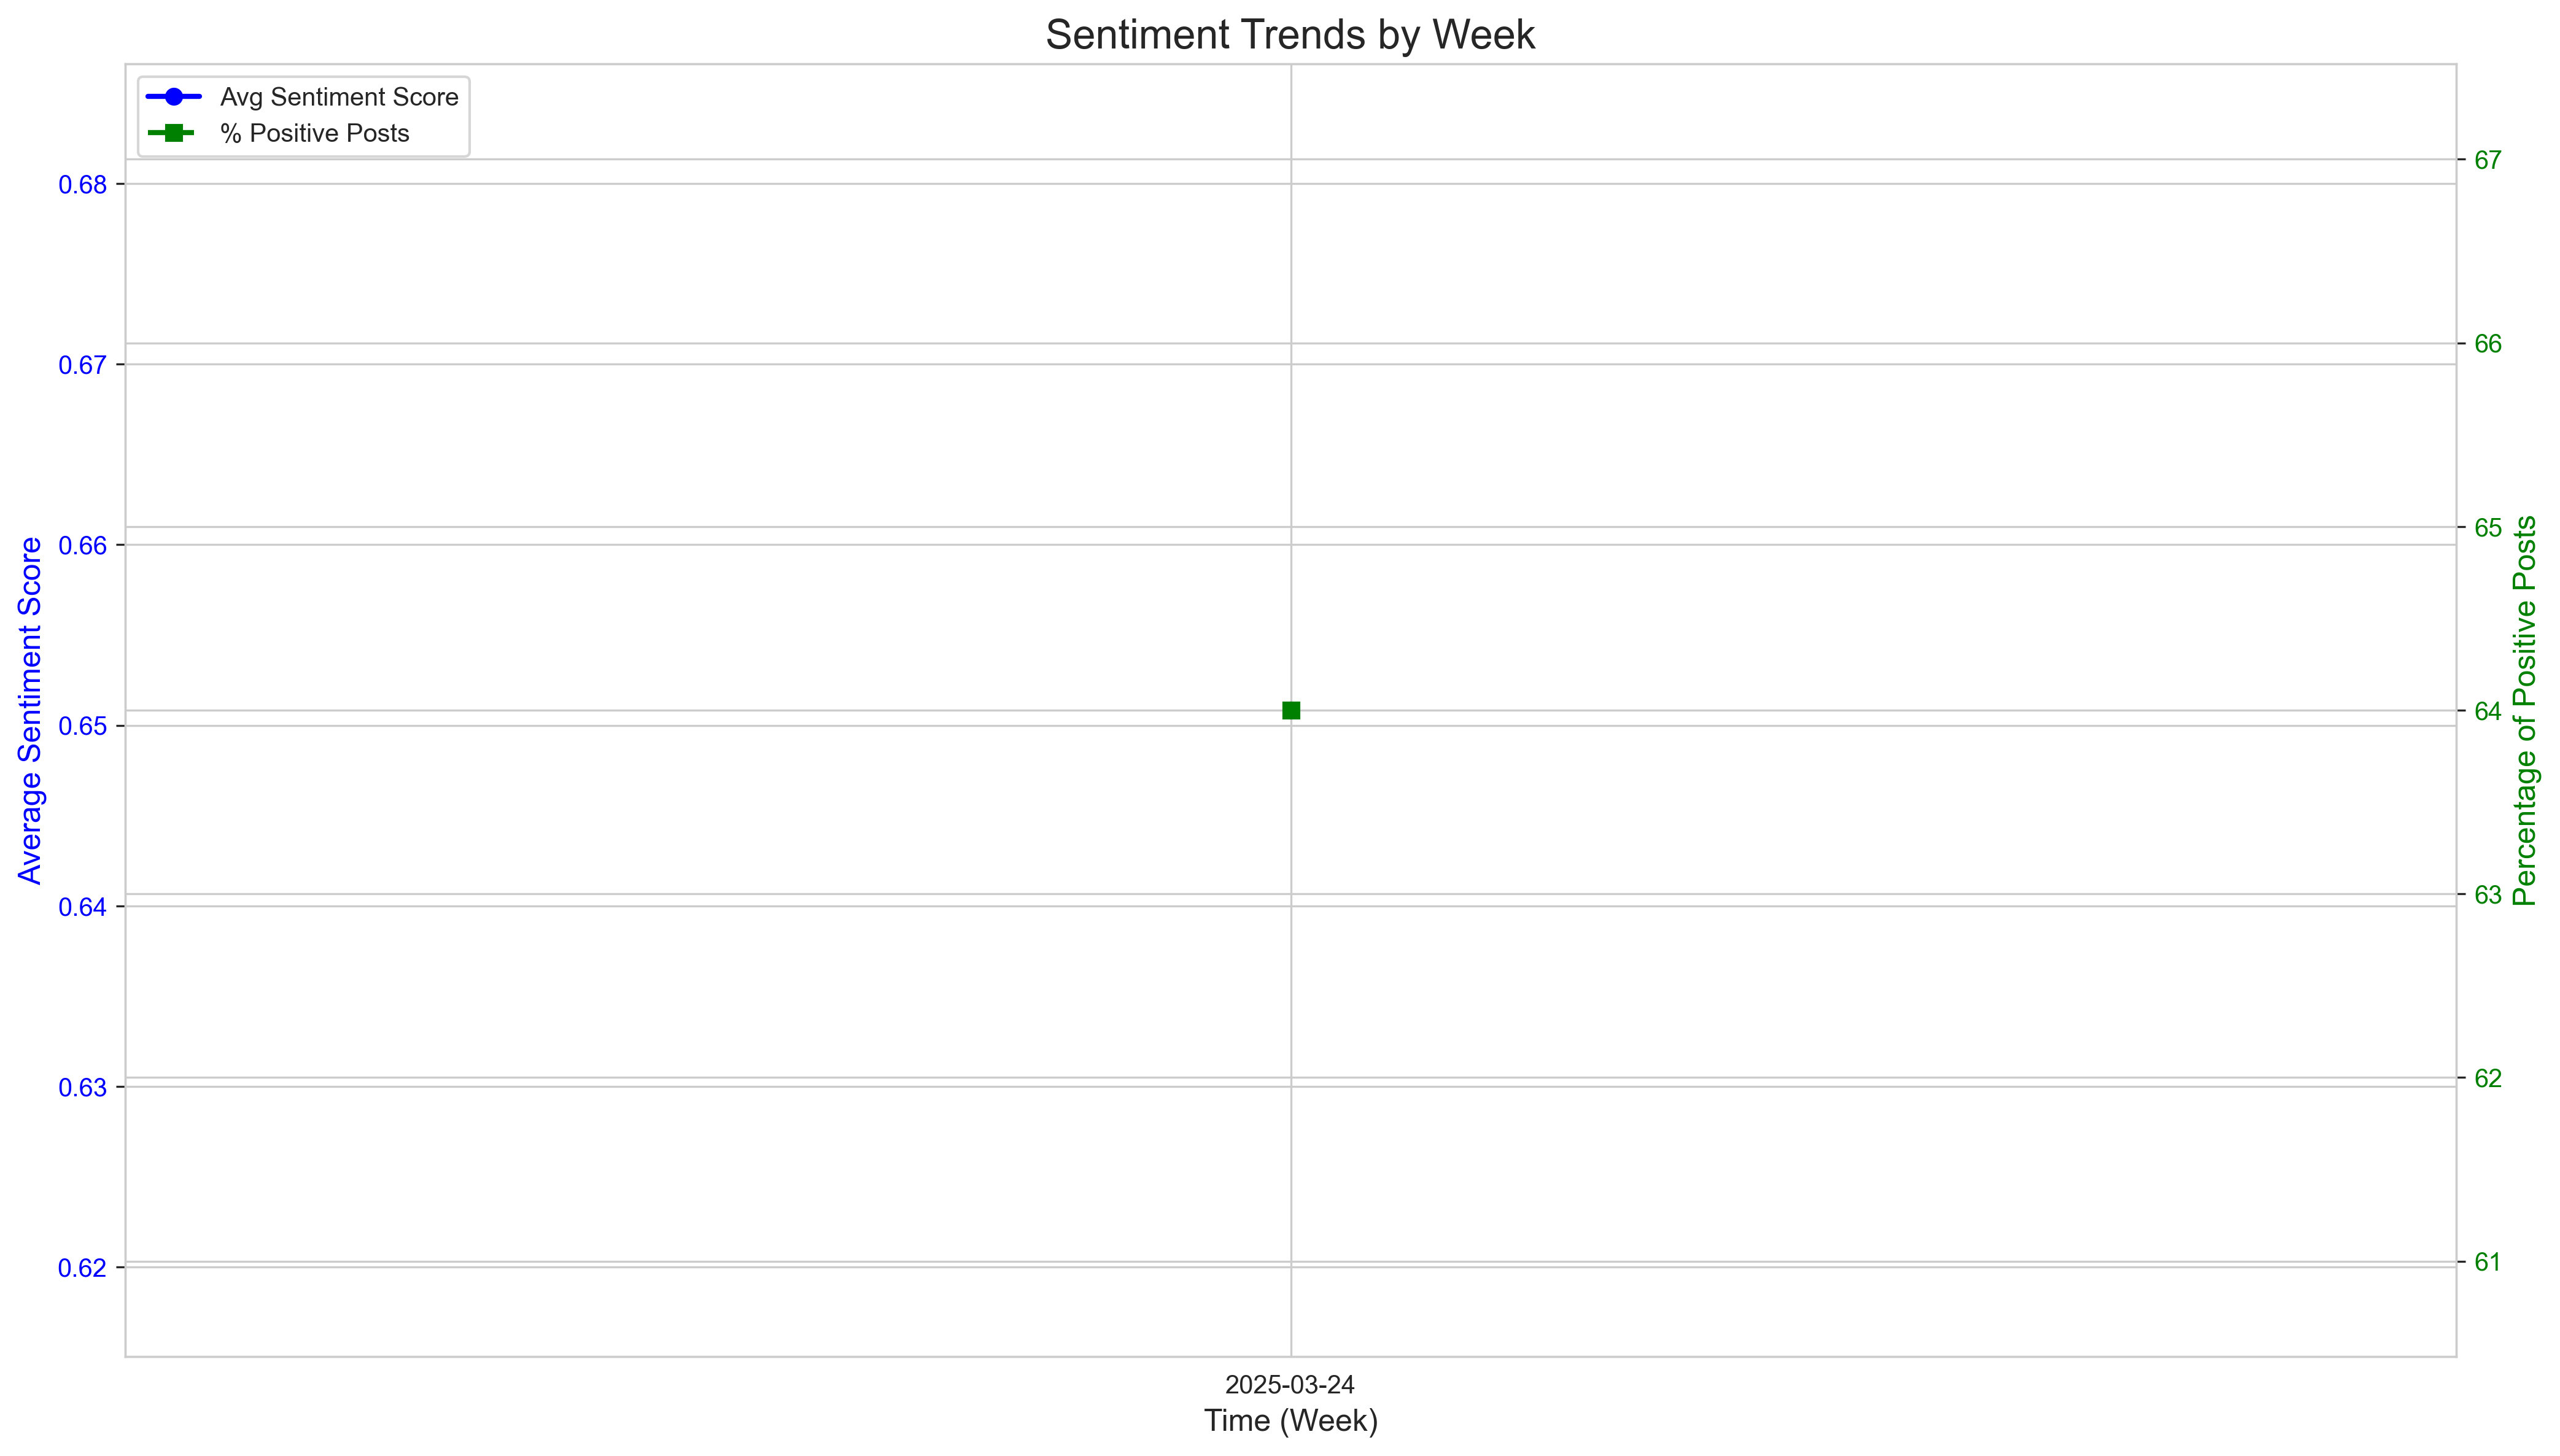 Sentiment Trends by Week
Avg Sentiment Score
% Positive Posts
0.68
0.67
0.66
0.65
0.64
0.63
0.62
Average Sentiment Score
67
66
65
64
63
62
61
Percentage of Positive Posts
2025-03-24
Time (Week)